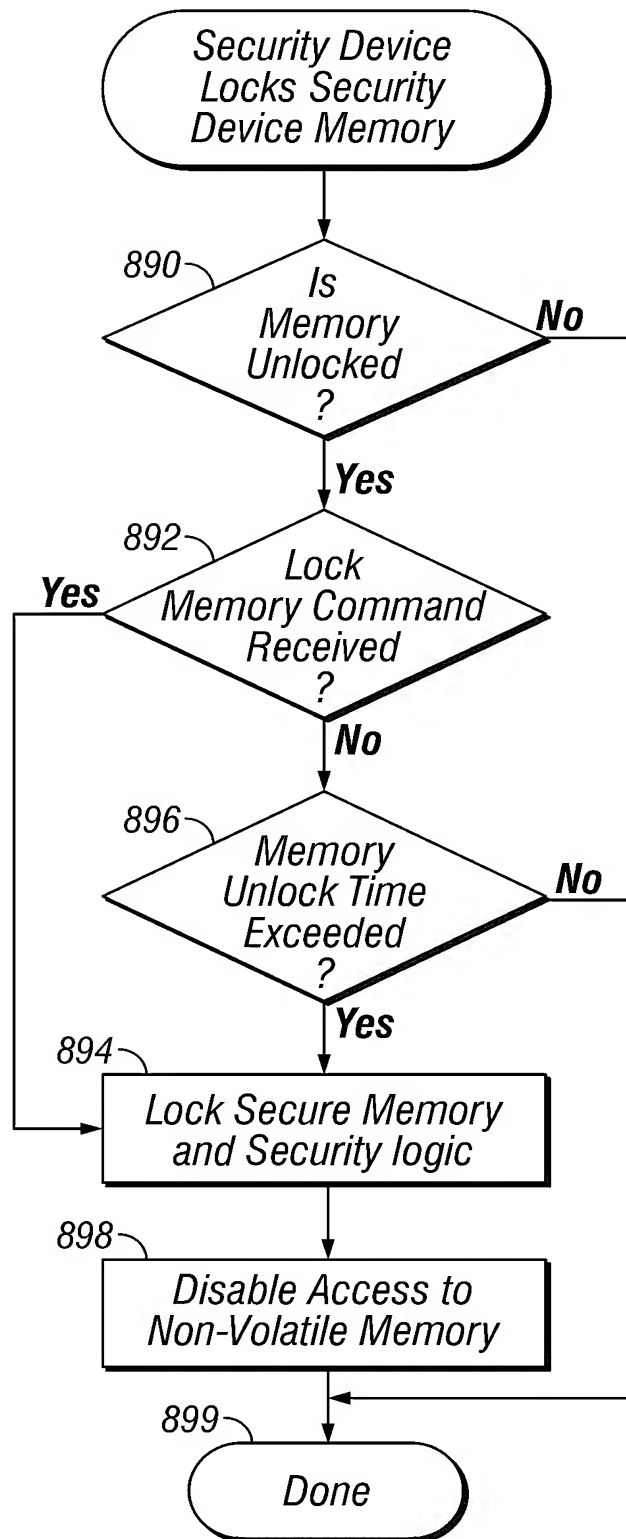 Security Device
Locks Security
Device Memory
890
Is
Memory
Unlocked
?
No
Yes
892
Lock
Memory Command
Received
?
Yes
No
896
Memory
Unlock Time
Exceeded
?
No
Yes
894
Lock Secure Memory
and Security logic
898
Disable Access to
Non-Volatile Memory
899
Done